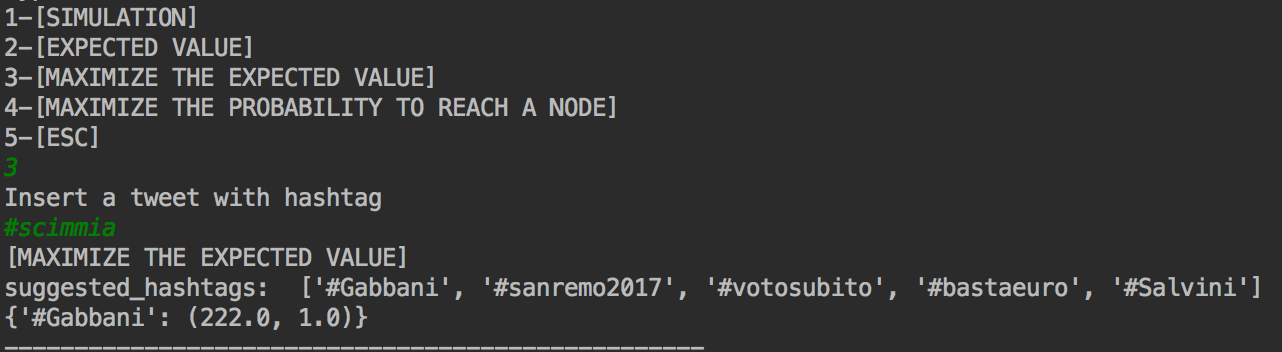 1-[SIMULATION]
2-[EXPECTED VALUE]
3-[MAXIMIZE THE EXPECTED VALUE]
4-[MAXIMIZE THE PROBABILITY TO REACH A NODE]
5-[ESC]
3
Insert a tweet with hashtag
#scimmia
[MAXIMIZE THE EXPECTED VALUE]
suggested_hashtags:  ['#Gabbani', '#sanremo2017', '#votosubito', '#bastaeuro', '#Salvini']
{'#Gabbani': (222.0, 1.0)}
--------------------------------------------------